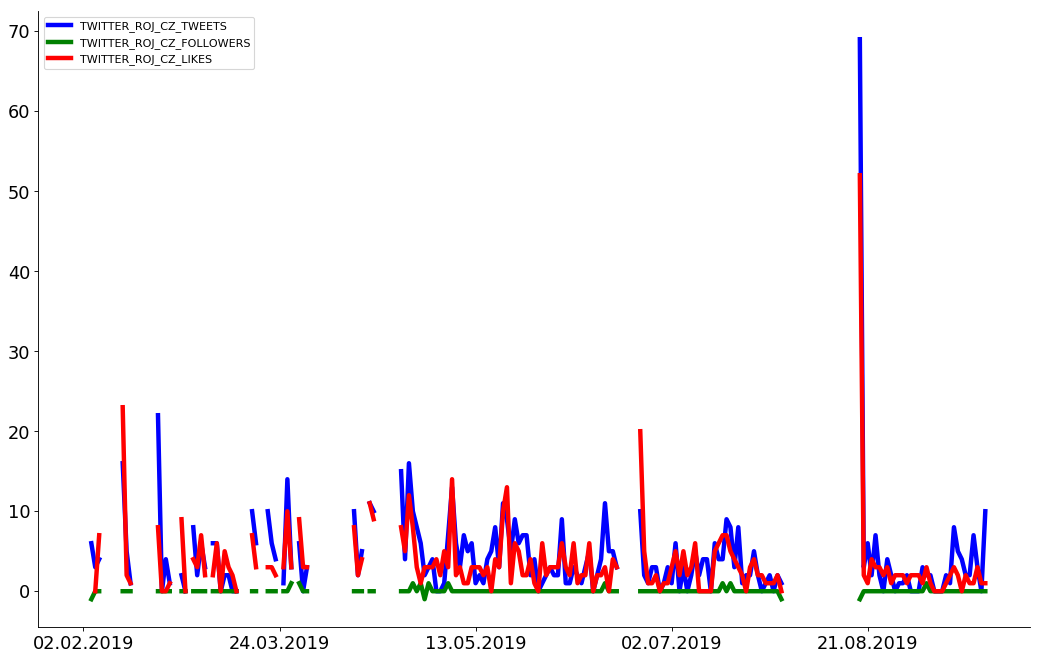 TWITTER_ROJ_CZ_TWEETS
TWITTER_ROJ_CZ_FOLLOWERS
TWITTER_ROJ_CZ_LIKES
70
60
50
40
30
20
10
0
02.02.2019 24.03.2019 13.05.2019 02.07.2019 21.08.2019